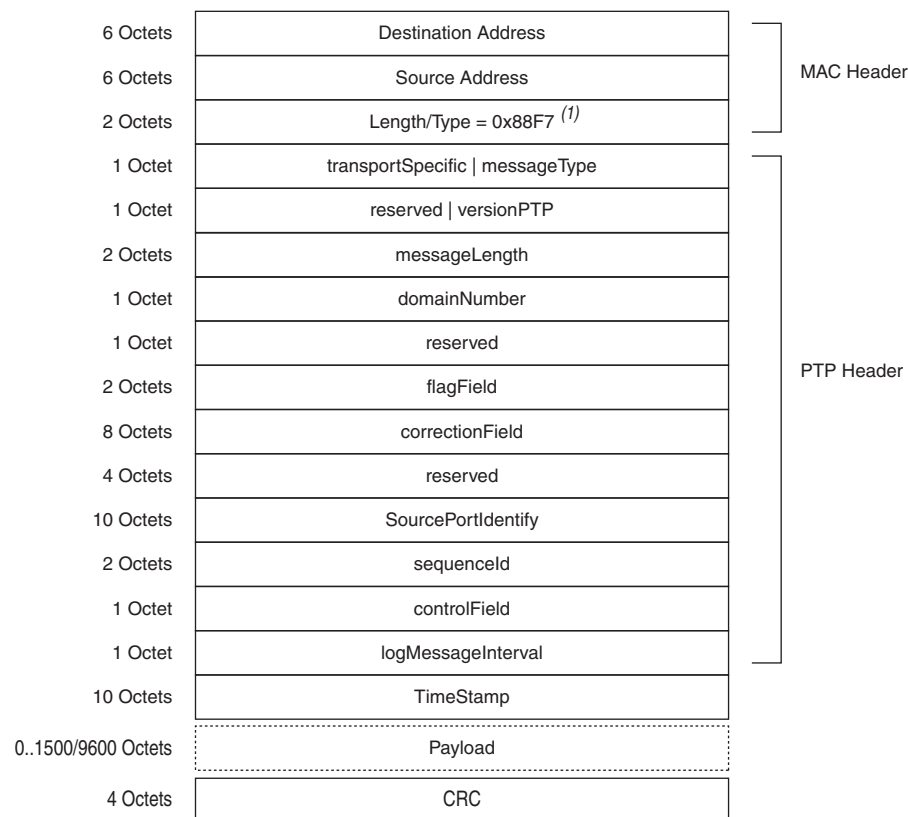 6 Octets Destination Address
6 Octets Source Address
MAC Header
2 Octets Length/Type = 0x88F7 (1)
1 Octet transportSpecific | messageType
1 Octet reserved | versionPTP
2 Octets messageLength
1 Octet domainNumber
1 Octet reserved
PTP Header
2 Octets flagField
8 Octets correctionField
4 Octets reserved
10 Octets SourcePortIdentify
2 Octets sequenceId
1 Octet controlField
1 Octet logMessageInterval
10 Octets TimeStamp
0..1500/9600 Octets Payload
4 Octets CRC